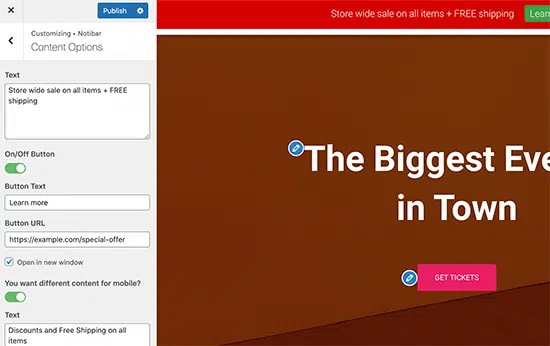 Publish
Customizing • Notibar
Content Options
Text
Store wide sale on all items + FREE
shipping
On/Off Button
Button Text
Learn more
Button URL
https://example.com/special-offer
Open in new window
You want different content for mobile?
Text
Discounts and Free Shipping on all
items
Store wide sale on all items + FREE shipping
Learn
The Biggest Eve
in Town
GET TICKETS